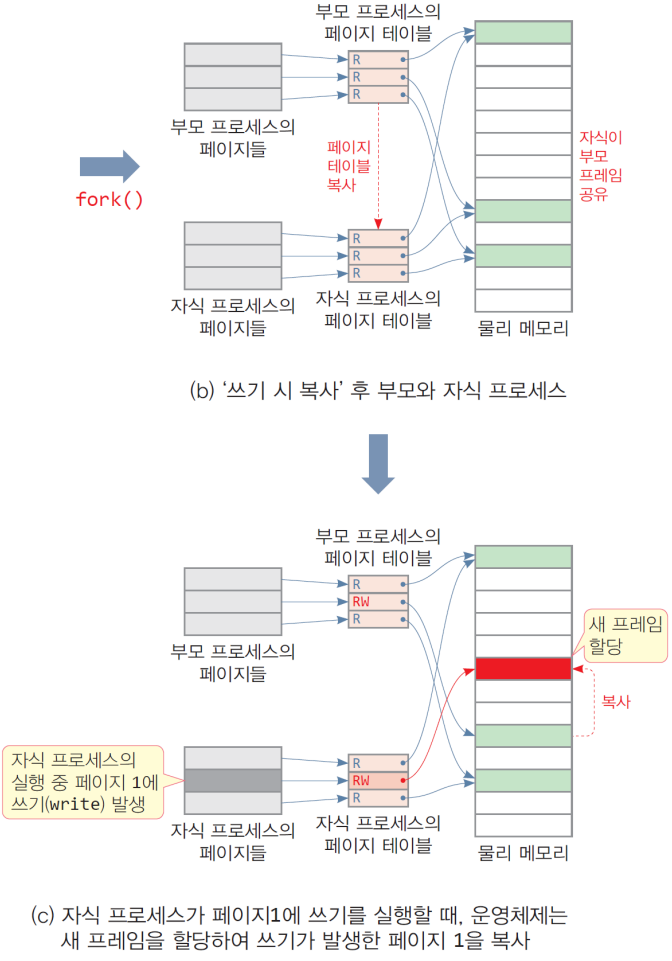 부모 프로세스의
페이지 테이블
R
R
R
부모 프로세스의
페이지들
fork()
페이지
테이블
복사
자식이
부모
프레임
공유
R
R
R
자식 프로세스의
페이지들
자식 프로세스의
페이지 테이블
물리 메모리
(b) ‘쓰기 시 복사’ 후 부모와 자식 프로세스
부모 프로세스의
페이지 테이블
R
RW
R
부모 프로세스의
페이지들
새 프레임
할당
복사
자식 프로세스의
실행 중 페이지 1에
쓰기(write) 발생
R
RW
R
자식 프로세스의
페이지들
자식 프로세스의
페이지 테이블
물리 메모리
(c) 자식 프로세스가 페이지1에 쓰기를 실행할 때, 운영체제는
새 프레임을 할당하여 쓰기가 발생한 페이지 1을 복사